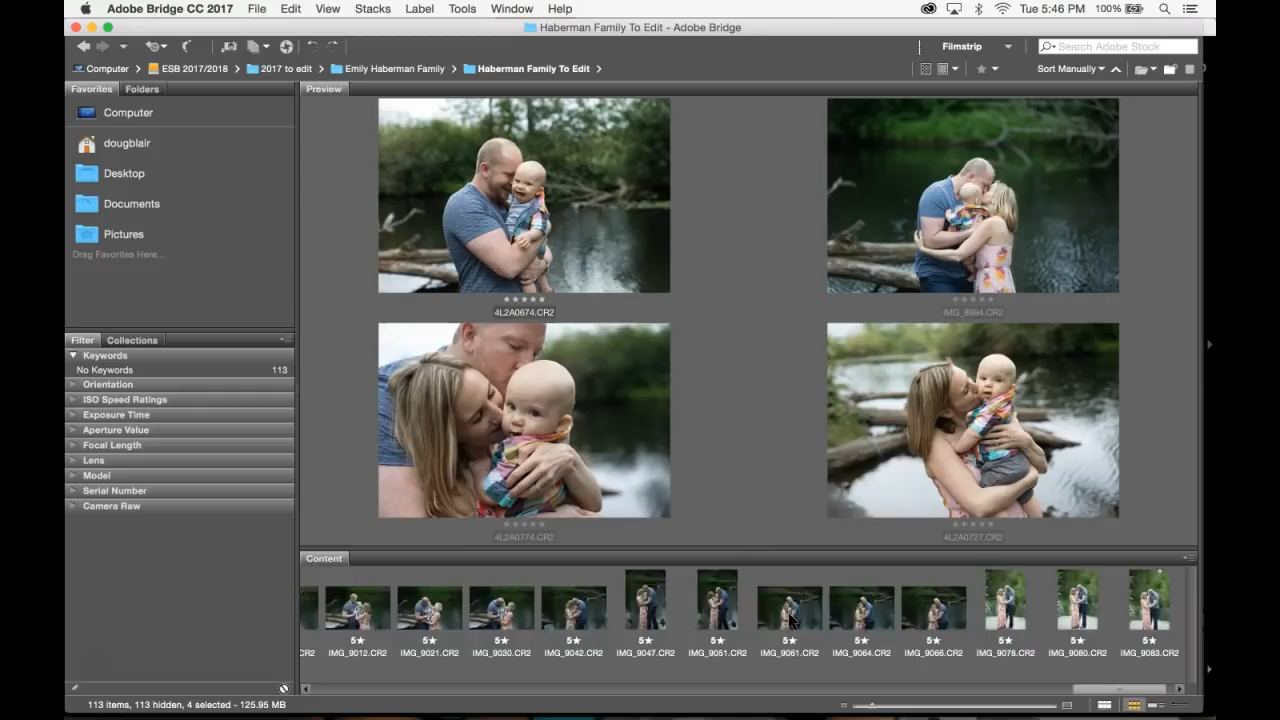 Adobe Bridge CC 2017 File Edit View Stacks Label Tools Window Help 100% Tue 5:46 PM
Haberman Family To Edit - Adobe Bridge
Filmstrip Search Adobe Stock
Computer ESB 2017/2018 2017 to edit Emily Haberman Family Haberman Family To Edit Sort Manually
Favorites Folders
Computer
dougblair
Desktop
Documents
Pictures
Drag Favorites Here...
Filter Collections
Keywords
No Keywords 113
Orientation
ISO Speed Ratings
Exposure Time
Aperture Value
Focal Length
Lens
Model
Serial Number
Camera Raw
Preview
4L2A0674.CR2 IMG_8994.CR2
4L2A0774.CR2 4L2A0727.CR2
Content
5★ 5★ 5★ 5★ 5★ 5★ 5★ 5★ 5★ 5★ 5★ 5★
CR2 IMG_9012.CR2 IMG_9021.CR2 IMG_9030.CR2 IMG_9042.CR2 IMG_9047.CR2 IMG_9051.CR2 IMG_9061.CR2 IMG_9064.CR2 IMG_9066.CR2 IMG_9078.CR2 IMG_9080.CR2 IMG_9083.CR2
113 items, 113 hidden, 4 selected - 125.95 MB